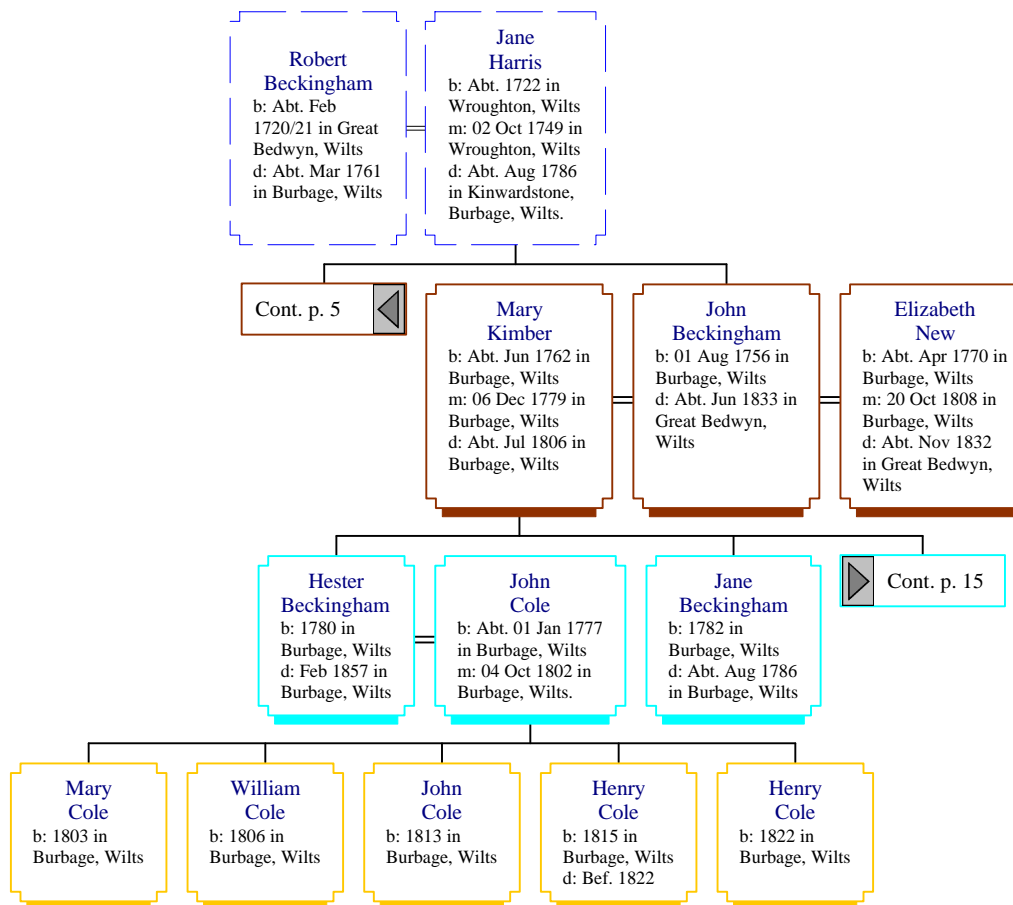 Robert
Beckingham
b: Abt. Feb
1720/21 in Great
Bedwyn, Wilts
d: Abt. Mar 1761
in Burbage, Wilts
Jane
Harris
b: Abt. 1722 in
Wroughton, Wilts
m: 02 Oct 1749 in
Wroughton, Wilts
d: Abt. Aug 1786
in Kinwardstone,
Burbage, Wilts.
Cont. p. 5
Mary
Kimber
b: Abt. Jun 1762 in
Burbage, Wilts
m: 06 Dec 1779 in
Burbage, Wilts
d: Abt. Jul 1806 in
Burbage, Wilts
John
Beckingham
b: 01 Aug 1756 in
Burbage, Wilts
d: Abt. Jun 1833 in
Great Bedwyn,
Wilts
Elizabeth
New
b: Abt. Apr 1770 in
Burbage, Wilts
m: 20 Oct 1808 in
Burbage, Wilts
d: Abt. Nov 1832
in Great Bedwyn,
Wilts
Hester
Beckingham
b: 1780 in
Burbage, Wilts
d: Feb 1857 in
Burbage, Wilts
John
Cole
b: Abt. 01 Jan 1777
in Burbage, Wilts
m: 04 Oct 1802 in
Burbage, Wilts.
Jane
Beckingham
b: 1782 in
Burbage, Wilts
d: Abt. Aug 1786
in Burbage, Wilts
Cont. p. 15
Mary
Cole
b: 1803 in
Burbage, Wilts
William
Cole
b: 1806 in
Burbage, Wilts
John
Cole
b: 1813 in
Burbage, Wilts
Henry
Cole
b: 1815 in
Burbage, Wilts
d: Bef. 1822
Henry
Cole
b: 1822 in
Burbage, Wilts